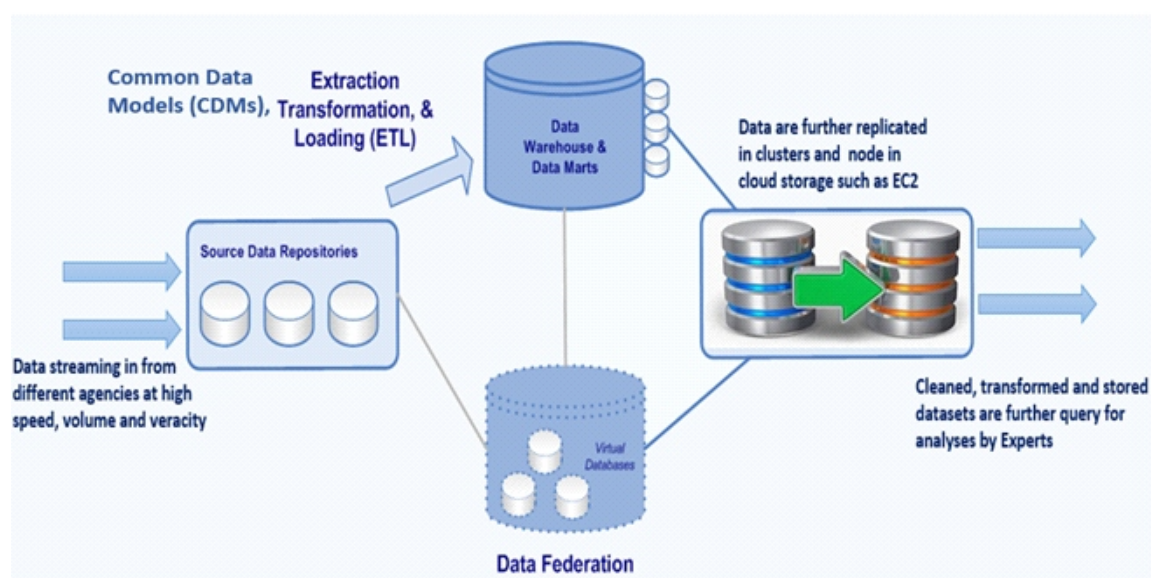 Common Data
Models (CDMs),
Extraction
Transformation, &
Loading (ETL)
Data
Warehouse &
Data Marts
Data are further replicated
in clusters and node in
cloud storage such as EC2
Source Data Repositories
Data streaming in from
different agencies at high
speed, volume and veracity
Virtual
Databases
Cleaned, transformed and stored
datasets are further query for
analyses by Experts
Data Federation